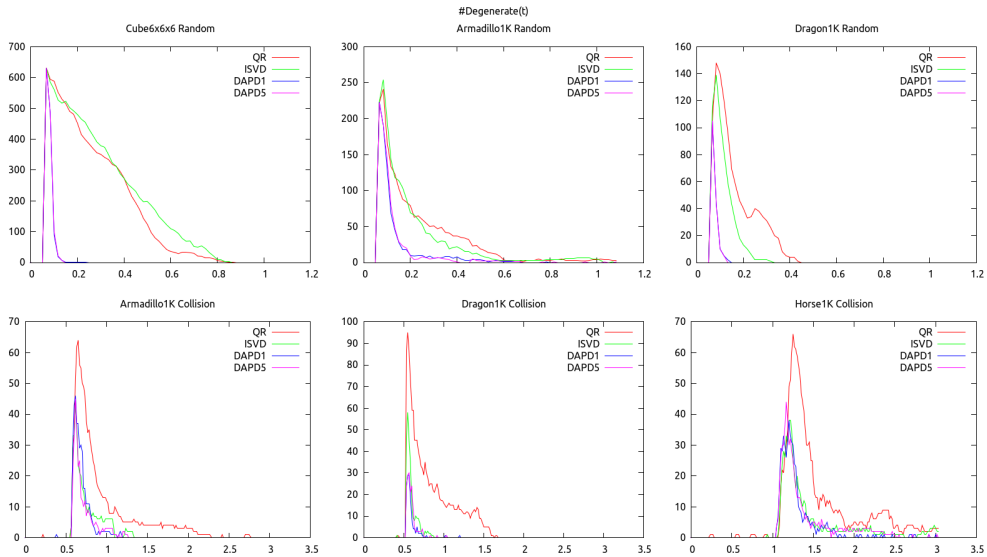 #Degenerate(t)
Cube6x6x6 Random
700
600
500
400
300
200
100
0
0 0.2 0.4 0.6 0.8 1 1.2
QR
ISVD
DAPD1
DAPD5
Armadillo1K Random
300
250
200
150
100
50
0
0 0.2 0.4 0.6 0.8 1 1.2
QR
ISVD
DAPD1
DAPD5
Dragon1K Random
160
140
120
100
80
60
40
20
0
0 0.2 0.4 0.6 0.8 1 1.2
QR
ISVD
DAPD1
DAPD5
Armadillo1K Collision
70
60
50
40
30
20
10
0
0 0.5 1 1.5 2 2.5 3 3.5
QR
ISVD
DAPD1
DAPD5
Dragon1K Collision
100
90
80
70
60
50
40
30
20
10
0
0 0.5 1 1.5 2 2.5 3 3.5
QR
ISVD
DAPD1
DAPD5
Horse1K Collision
70
60
50
40
30
20
10
0
0 0.5 1 1.5 2 2.5 3 3.5
QR
ISVD
DAPD1
DAPD5